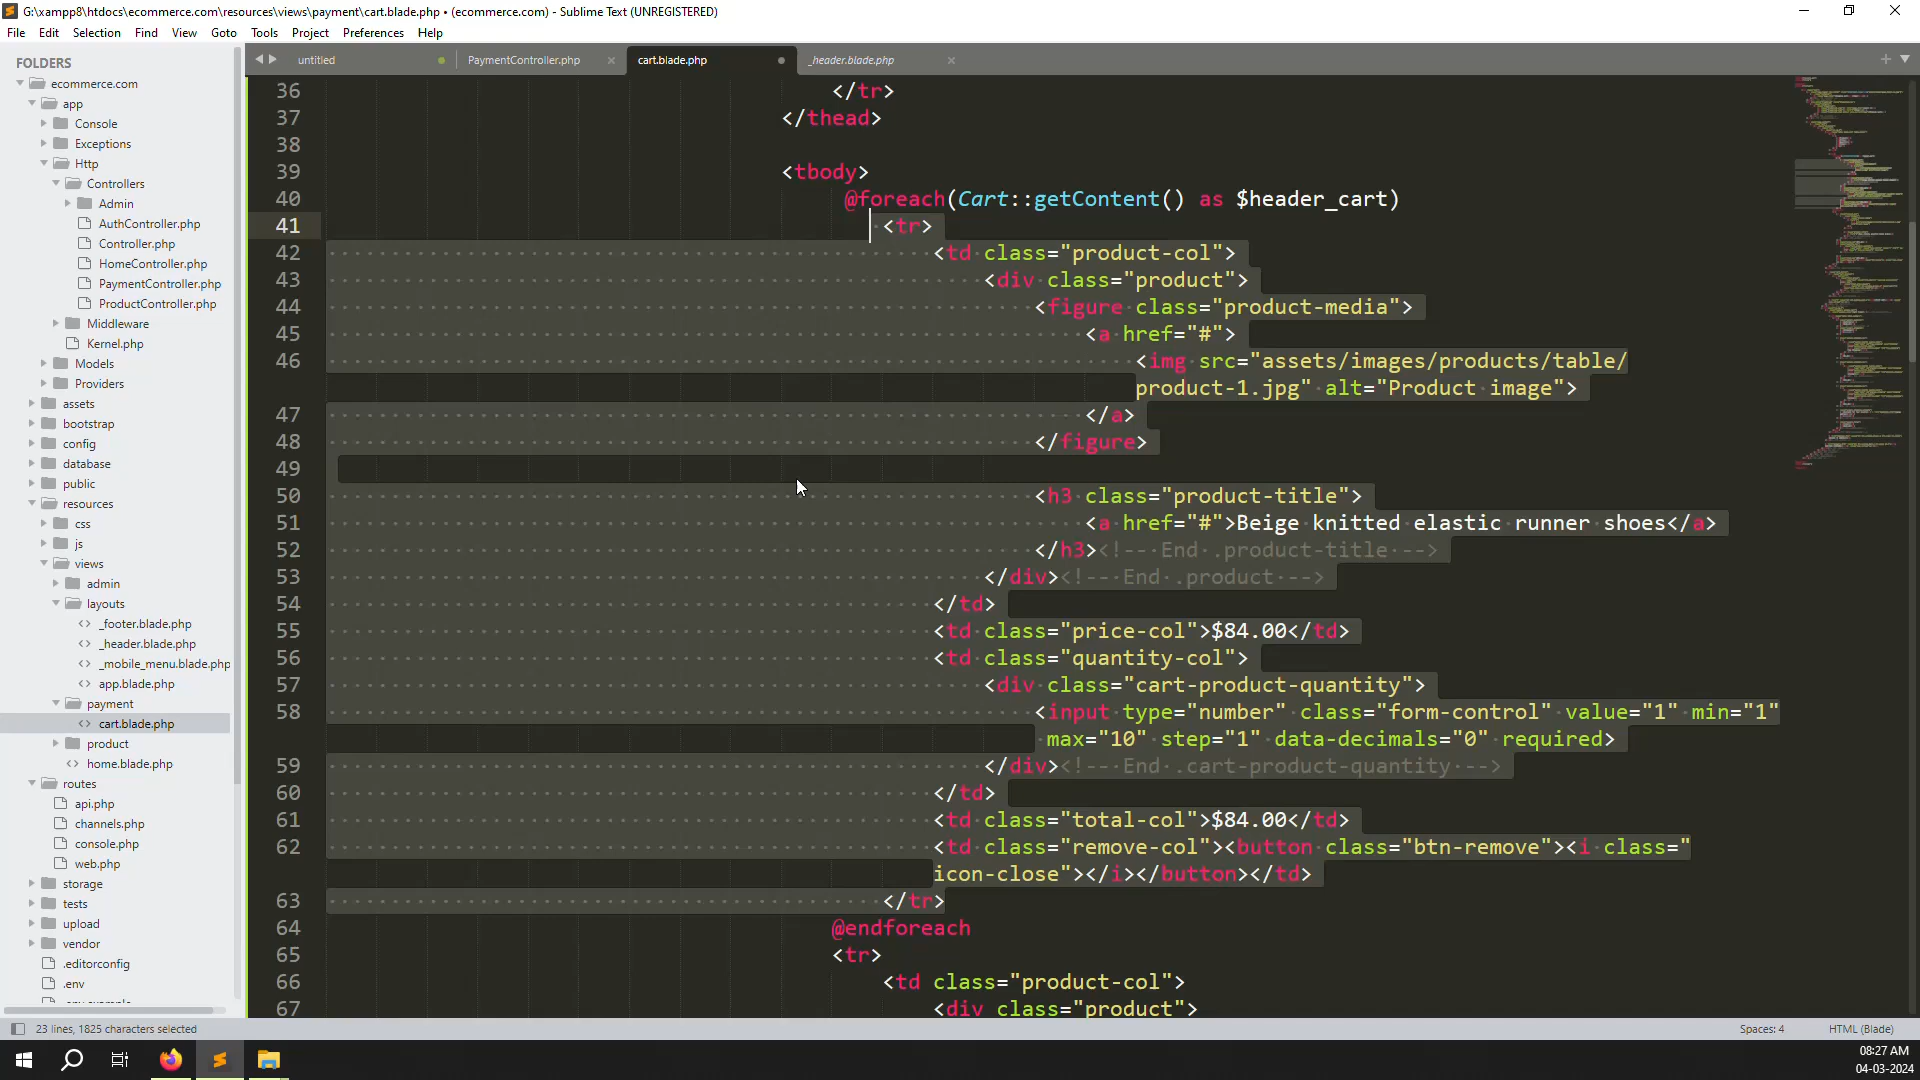 G:\xampp8\htdocs\ecommerce.com\resources\views\payment\cart.blade.php • (ecommerce.com) - Sublime Text (UNREGISTERED)
File Edit Selection Find View Goto Tools Project Preferences Help
FOLDERS
ecommerce.com
app
Console
Exceptions
Http
Controllers
Admin
AuthController.php
Controller.php
HomeController.php
PaymentController.php
ProductController.php
Middleware
Kernel.php
Models
Providers
assets
bootstrap
config
database
public
resources
css
js
views
admin
layouts
_footer.blade.php
_header.blade.php
_mobile_menu.blade.php
app.blade.php
payment
cart.blade.php
product
home.blade.php
routes
api.php
channels.php
console.php
web.php
storage
tests
upload
vendor
.editorconfig
.env
untitled PaymentController.php cart.blade.php _header.blade.php
36 </tr>
37 </thead>
38
39 <tbody>
40 @foreach(Cart::getContent() as $header_cart)
41 <tr>
42 <td class="product-col">
43 <div class="product">
44 <figure class="product-media">
45 <a href="#">
46 <img src="assets/images/products/table/
product-1.jpg" alt="Product image">
47 </a>
48 </figure>
49
50 <h3 class="product-title">
51 <a href="#">Beige knitted elastic runner shoes</a>
52 </h3><!-- End .product-title -->
53 </div><!-- End .product -->
54 </td>
55 <td class="price-col">$84.00</td>
56 <td class="quantity-col">
57 <div class="cart-product-quantity">
58 <input type="number" class="form-control" value="1" min="1"
max="10" step="1" data-decimals="0" required>
59 </div><!-- End .cart-product-quantity -->
60 </td>
61 <td class="total-col">$84.00</td>
62 <td class="remove-col"><button class="btn-remove"><i class="
icon-close"></i></button></td>
63 </tr>
64 @endforeach
65 <tr>
66 <td class="product-col">
67 <div class="product">
23 lines, 1825 characters selected
Spaces: 4 HTML (Blade)
08:27 AM
04-03-2024